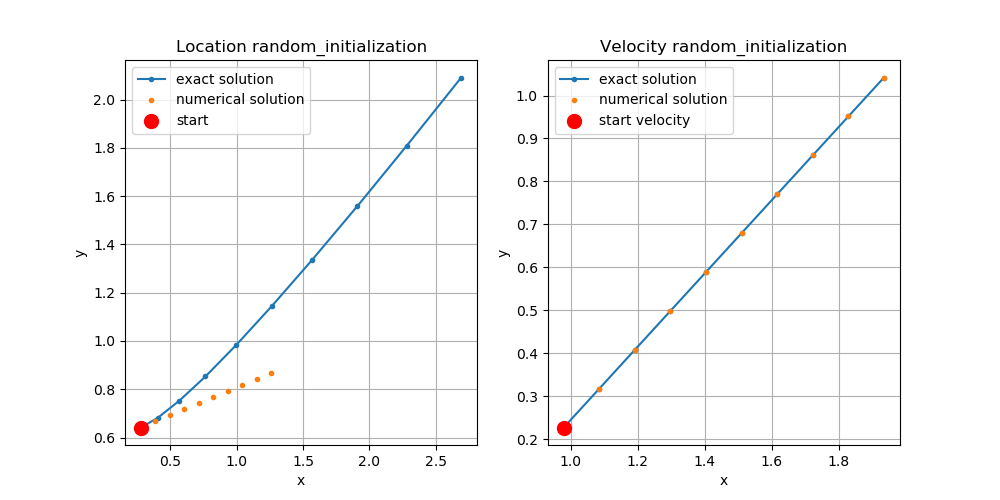 Location random_initialization
exact solution
numerical solution
start
2.0
1.8
1.6
1.4
1.2
1.0
0.8
0.6
y
0.5
1.0
1.5
2.0
2.5
x
Velocity random_initialization
exact solution
numerical solution
start velocity
1.0
0.9
0.8
0.7
0.6
0.5
0.4
0.3
0.2
y
1.0
1.2
1.4
1.6
1.8
x